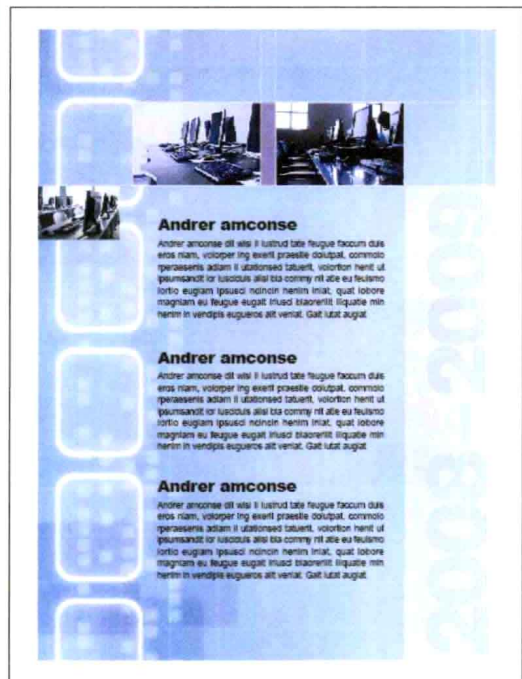 Andrer amconse
Andrer amconse dit wisi li iustrud tate feugue faccum duis
eros niam, volorper ing exerit praestie dolutpat, commolo
rperaesenis adiam il utationsed tatuerit, volortion henit ut
ipsumsandit lor iusciduis alisi bla commy nit atie eu feuismo
lortio eugiam ipsusci ncincin henim iniat, quat lobore
magniam eu feugue eugait iriusci blaorenilit iliquatie min
henim in vendipis eugueros alit veniat. Gait lutat augiat
Andrer amconse
Andrer amconse dit wisi li iustrud tate feugue faccum duis
eros niam, volorper ing exerit praestie dolutpat, commolo
rperaesenis adiam il utationsed tatuerit, volortion henit ut
ipsumsandit lor iusciduis alisi bla commy nit atie eu feuismo
lortio eugiam ipsusci ncincin henim iniat, quat lobore
magniam eu feugue eugait iriusci blaorenilit iliquatie min
henim in vendipis eugueros alit veniat. Gait lutat augiat
Andrer amconse
Andrer amconse dit wisi li iustrud tate feugue faccum duis
eros niam, volorper ing exerit praestie dolutpat, commolo
rperaesenis adiam il utationsed tatuerit, volortion henit ut
ipsumsandit lor iusciduis alisi bla commy nit atie eu feuismo
lortio eugiam ipsusci ncincin henim iniat, quat lobore
magniam eu feugue eugait iriusci blaorenilit iliquatie min
henim in vendipis eugueros alit veniat. Gait lutat augiat
2003 2009